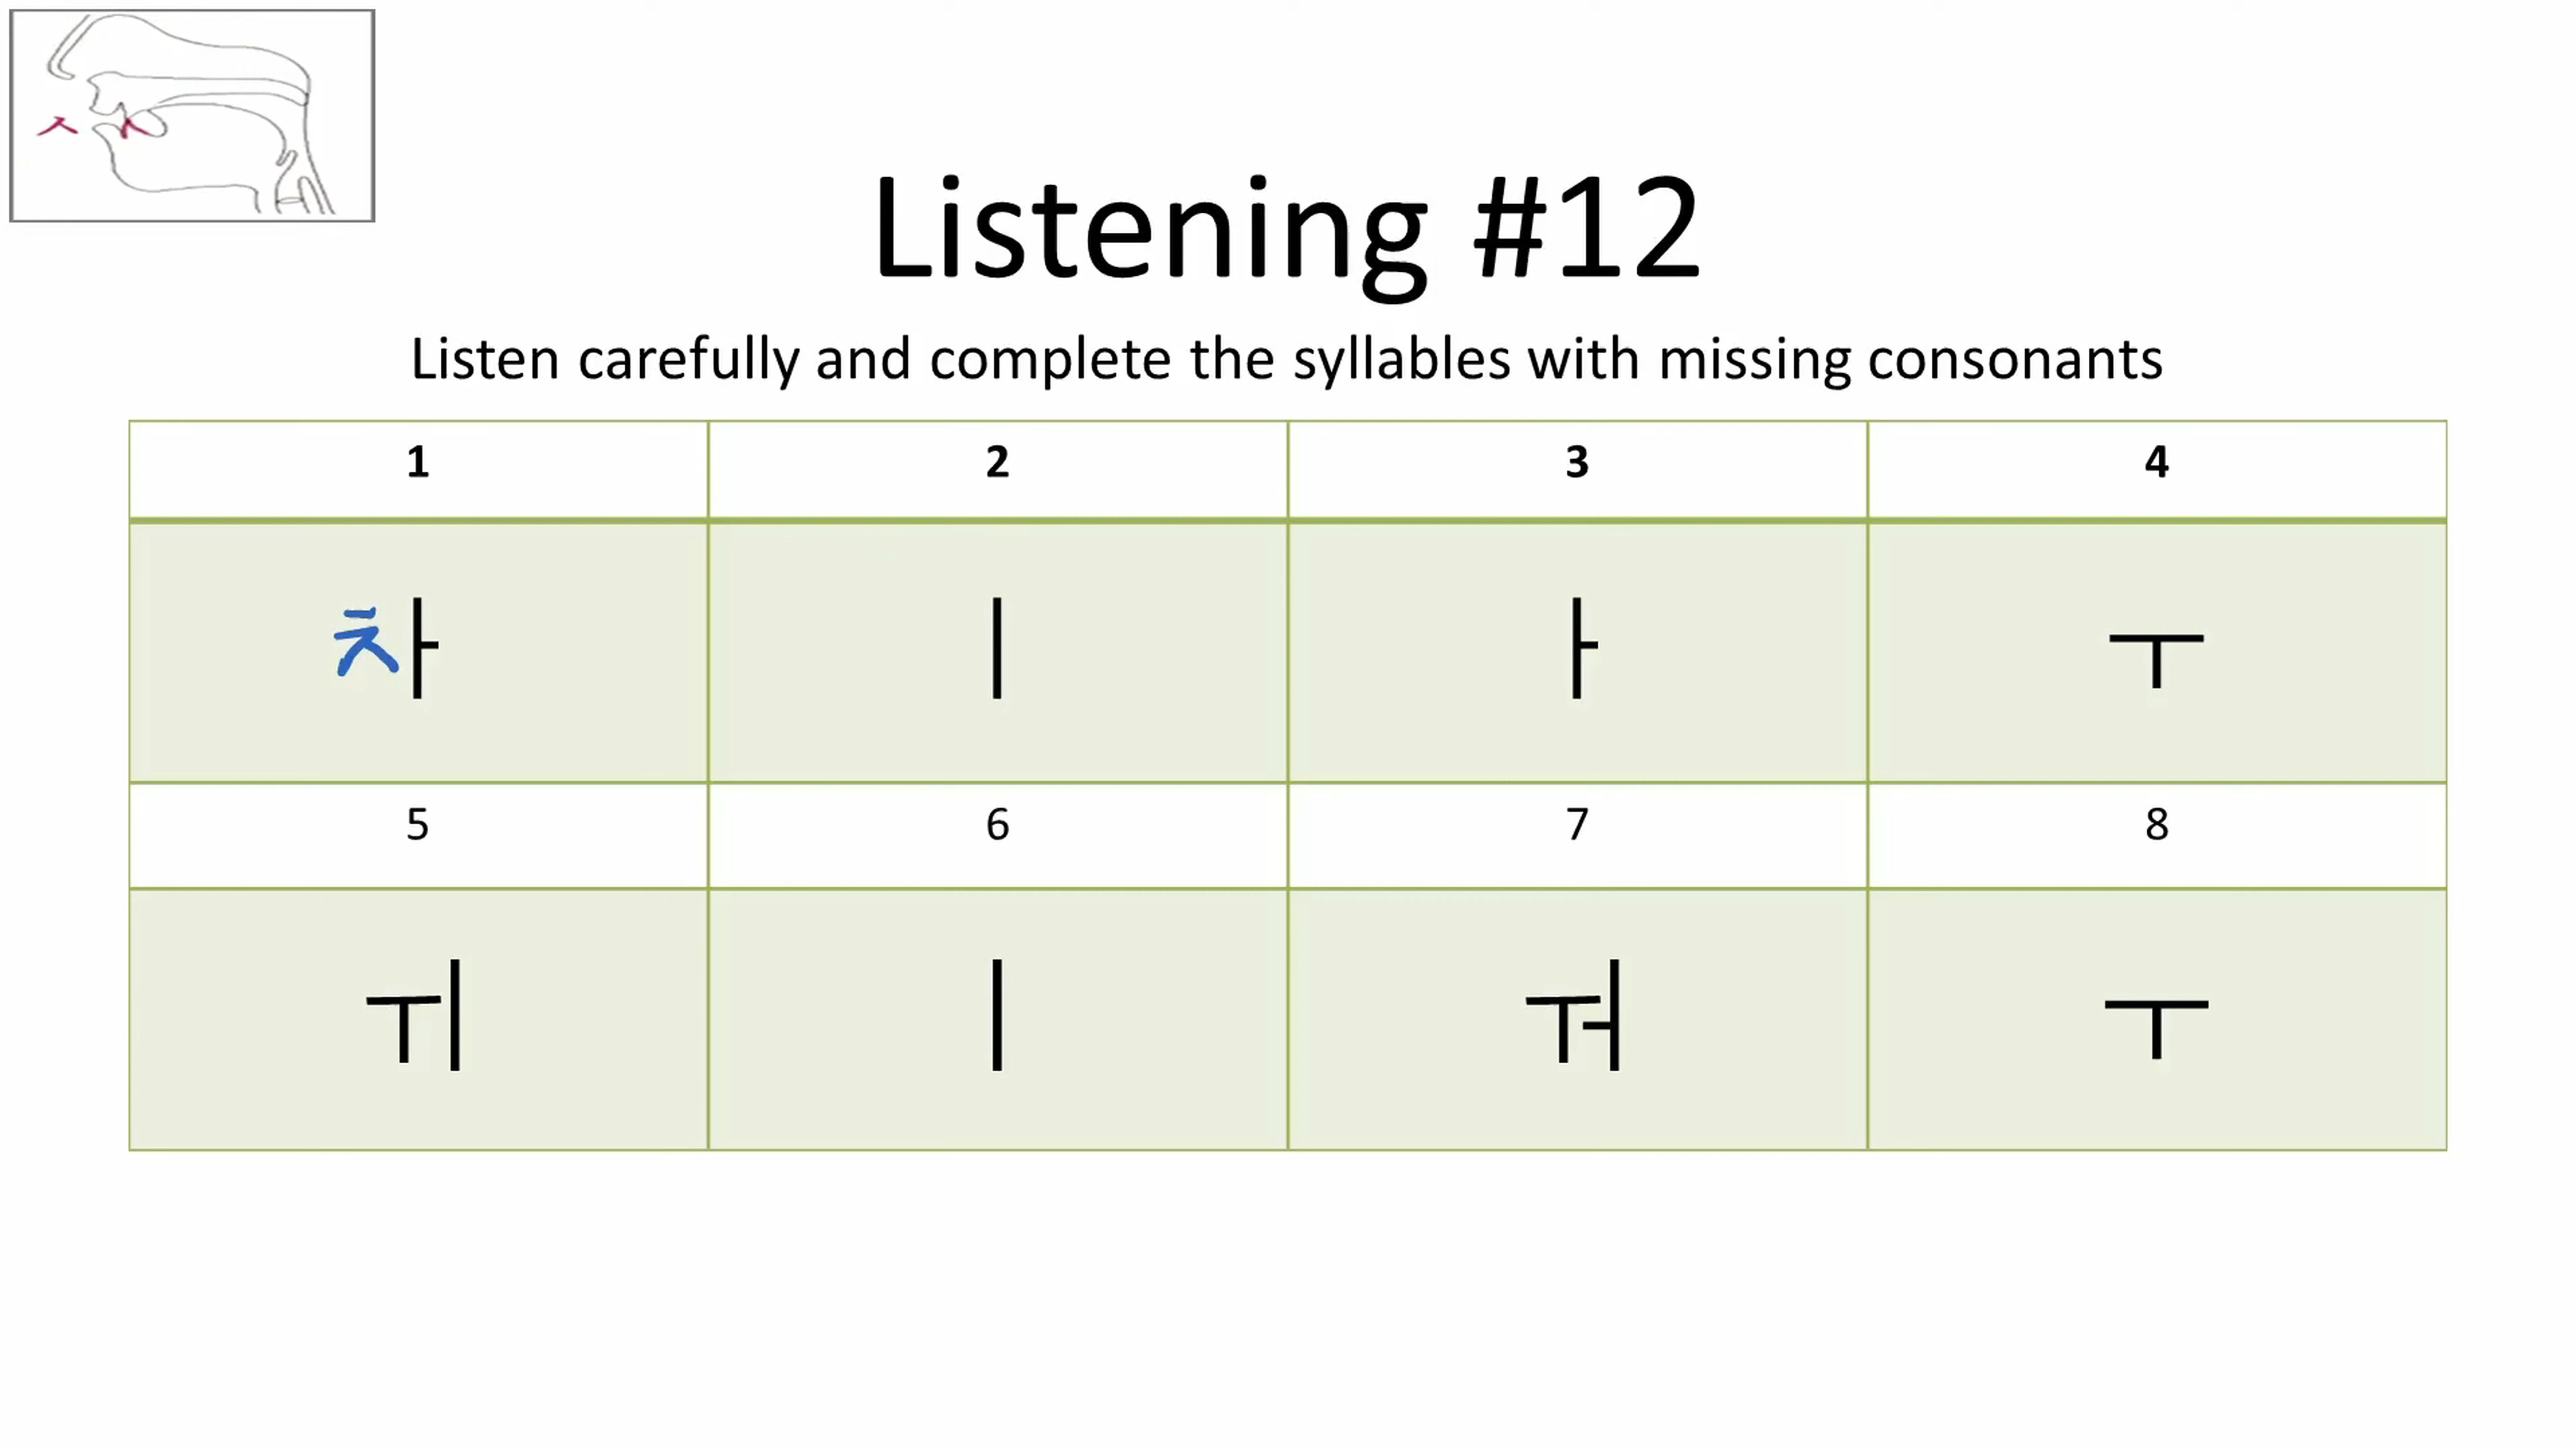 ㅅ ㅅ
Listening #12
Listen carefully and complete the syllables with missing consonants
1 2 3 4
차 ㅣ ㅏ ㅜ
5 6 7 8
ㅟ ㅣ ㅝ ㅜ